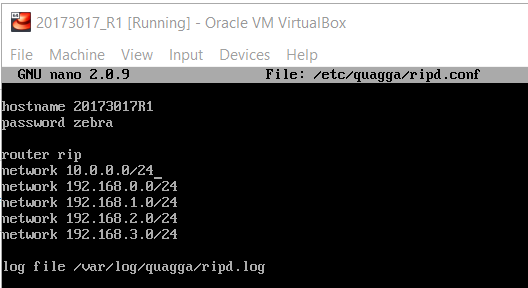 20173017_R1 [Running] - Oracle VM VirtualBox
File Machine View Input Devices Help
GNU nano 2.0.9 File: /etc/quagga/ripd.conf
hostname 20173017R1
password zebra
router rip
network 10.0.0.0/24_
network 192.168.0.0/24
network 192.168.1.0/24
network 192.168.2.0/24
network 192.168.3.0/24
log file /var/log/quagga/ripd.log